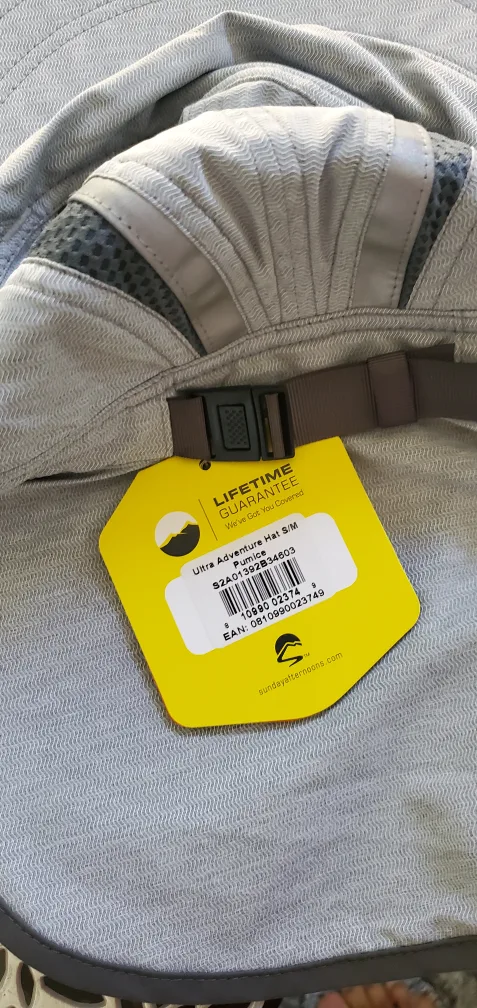 LIFETIME
GUARANTEE
We've Got You Covered
Ultra Adventure Hat S/M
Pumice
S2A01392B34603
8 10990 02374 9
EAN: 0810990023749
sundayafternoons.com